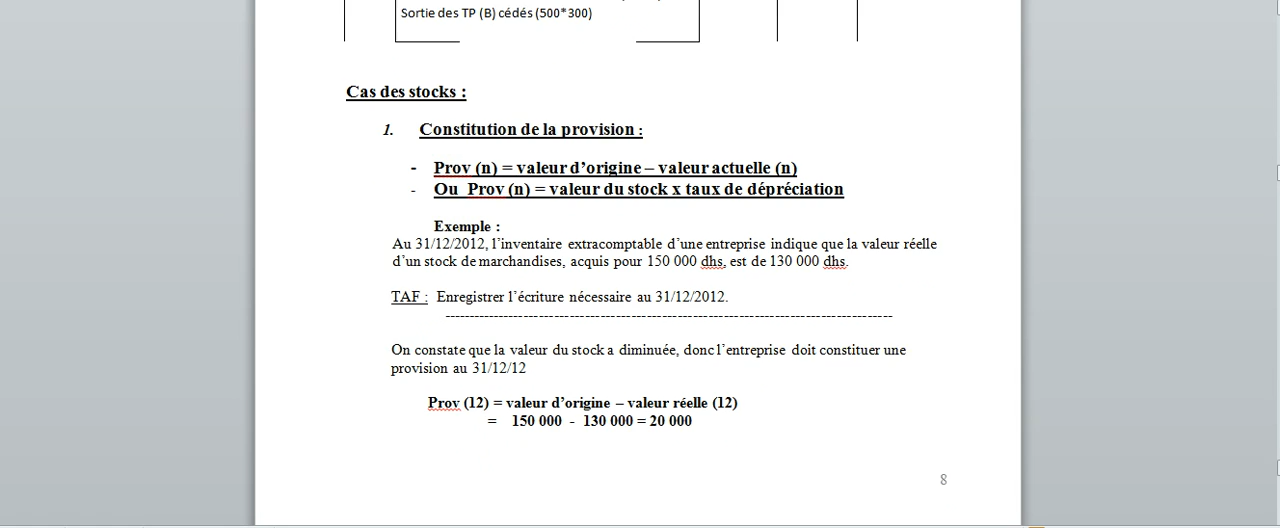 Sortie des TP (B) cédés (500*300)
Cas des stocks :
1. Constitution de la provision :
- Prov (n) = valeur d’origine – valeur actuelle (n)
- Ou Prov (n) = valeur du stock x taux de dépréciation
Exemple :
Au 31/12/2012, l’inventaire extracomptable d’une entreprise indique que la valeur réelle
d’un stock de marchandises, acquis pour 150 000 dhs, est de 130 000 dhs.
TAF : Enregistrer l’écriture nécessaire au 31/12/2012.
On constate que la valeur du stock a diminuée, donc l’entreprise doit constituer une
provision au 31/12/12
Prov (12) = valeur d’origine – valeur réelle (12)
= 150 000 - 130 000 = 20 000
8